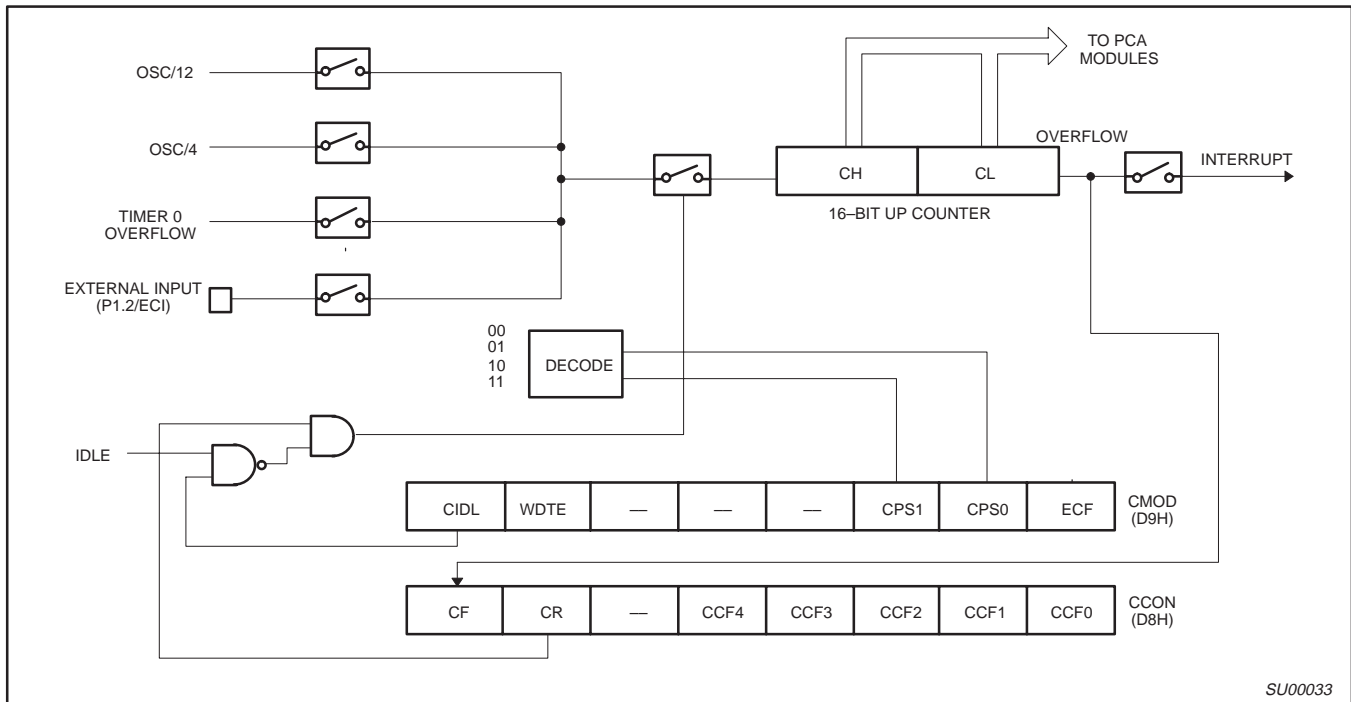 TO PCA
MODULES
OSC/12
OSC/4
OVERFLOW
INTERRUPT
CH
CL
16–BIT UP COUNTER
TIMER 0
OVERFLOW
EXTERNAL INPUT
(P1.2/ECI)
00
01
10
11
DECODE
IDLE
CIDL WDTE –– –– –– CPS1 CPS0 ECF
CMOD
(D9H)
CF CR –– CCF4 CCF3 CCF2 CCF1 CCF0
CCON
(D8H)
SU00033